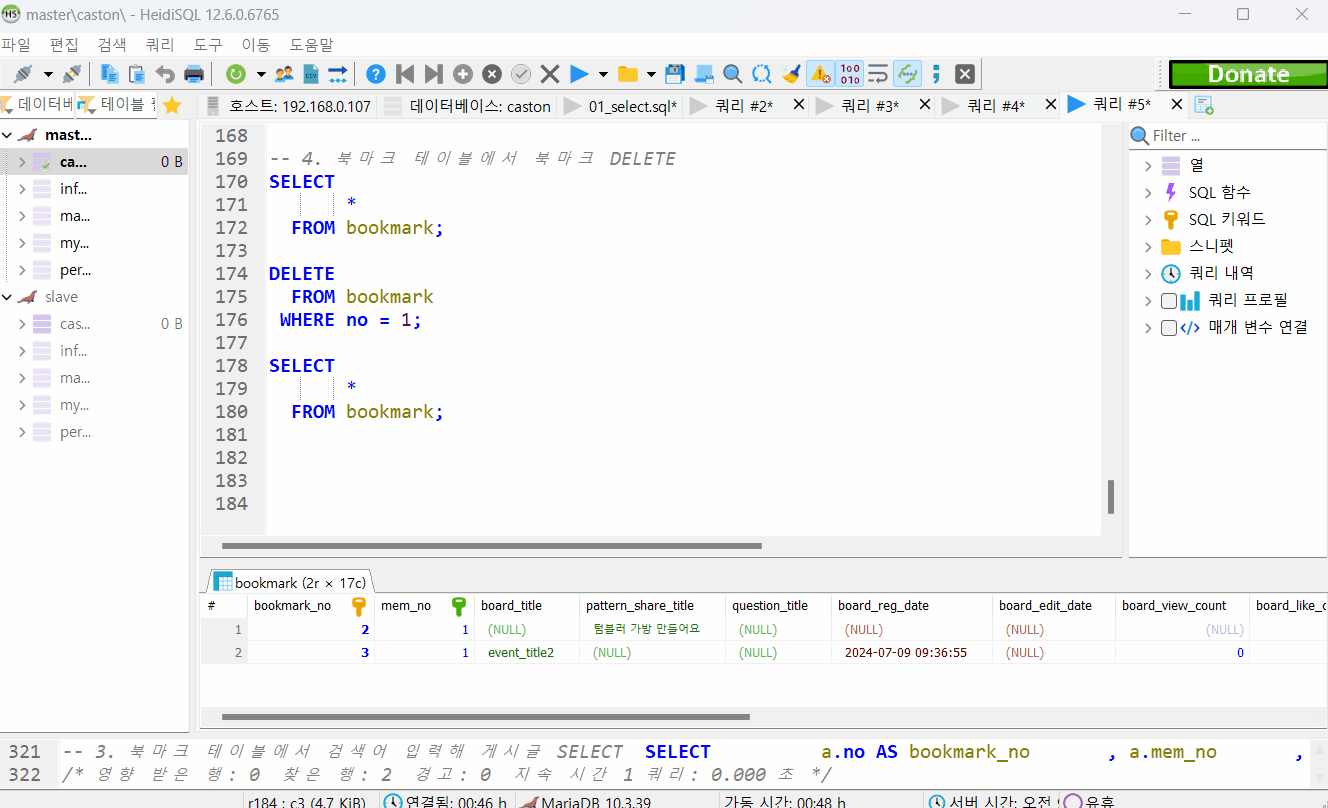 master\caston\ - HeidiSQL 12.6.0.6765
파일 편집 검색 쿼리 도구 이동 도움말
Donate
데이터베 테이블 호스트: 192.168.0.107 데이터베이스: caston 01_select.sql* 쿼리 #2* 쿼리 #3* 쿼리 #4* 쿼리 #5*
mast...
ca... 0 B
inf...
ma...
my...
per...
slave
cas... 0 B
inf...
ma...
my...
per...
168
169 -- 4. 북마크 테이블에서 북마크 DELETE
170 SELECT
171 *
172 FROM bookmark;
173
174 DELETE
175 FROM bookmark
176 WHERE no = 1;
177
178 SELECT
179 *
180 FROM bookmark;
181
182
183
184
Filter ...
열
SQL 함수
SQL 키워드
스니펫
쿼리 내역
쿼리 프로필
매개 변수 연결
bookmark (2r × 17c)
# bookmark_no mem_no board_title pattern_share_title question_title board_reg_date board_edit_date board_view_count board_like_c
1 2 1 (NULL) 텀블러 가방 만들어요 (NULL) (NULL) (NULL) (NULL)
2 3 1 event_title2 (NULL) (NULL) 2024-07-09 09:36:55 (NULL) 0
321 -- 3. 북마크 테이블에서 검색어 입력해 게시글 SELECT SELECT a.no AS bookmark_no , a.mem_no ,
322 /* 영향 받은 행: 0 찾은 행: 2 경고: 0 지속 시간 1 쿼리: 0.000 초 */
r184 : c3 (4.7 KiB) 연결됨: 00:46 h MariaDB 10.3.39 가동 시간: 00:48 h 서버 시간: 오전 유휴